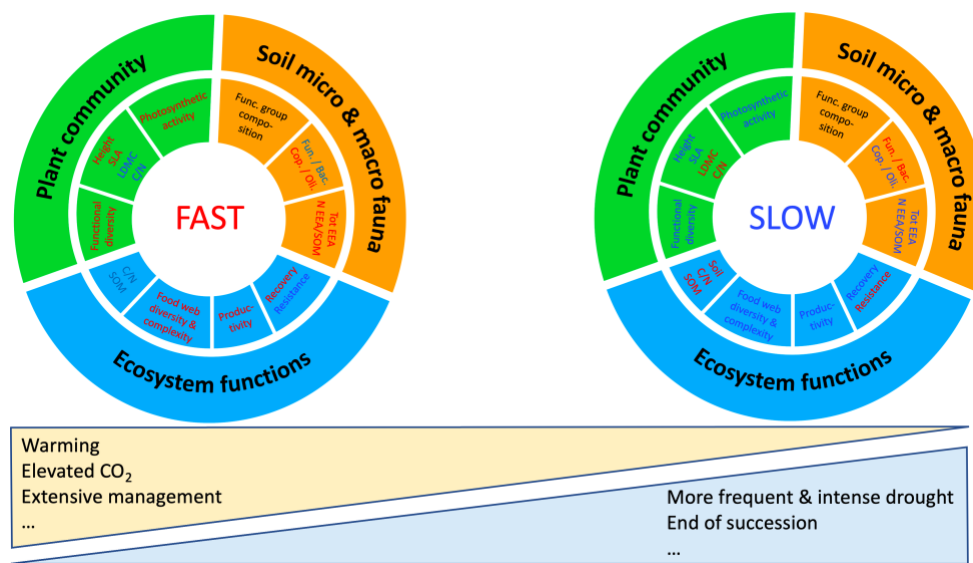 Plant community
Soil micro & macro fauna
Ecosystem functions
Photosynthetic
activity
Height
SLA
LDMC
C/N
Functional
diversity
Func. group
compo-
sition
Fun. / Bac.
Cop. / Oli.
Tot EEA
N EEA/SOM
C/N
SOM
Food web
diversity &
complexity
Produc-
tivity
Recovery
Resistance
FAST
Plant community
Soil micro & macro fauna
Ecosystem functions
Photosynthetic
activity
Height
SLA
LDMC
C/N
Functional
diversity
Func. group
compo-
sition
Fun. / Bac.
Cop. / Oli.
Tot EEA
N EEA/SOM
Soil
C/N
SOM
Food web
diversity &
complexity
Produc-
tivity
Recovery
Resistance
SLOW
Warming
Elevated CO₂
Extensive management
...
More frequent & intense drought
End of succession
...